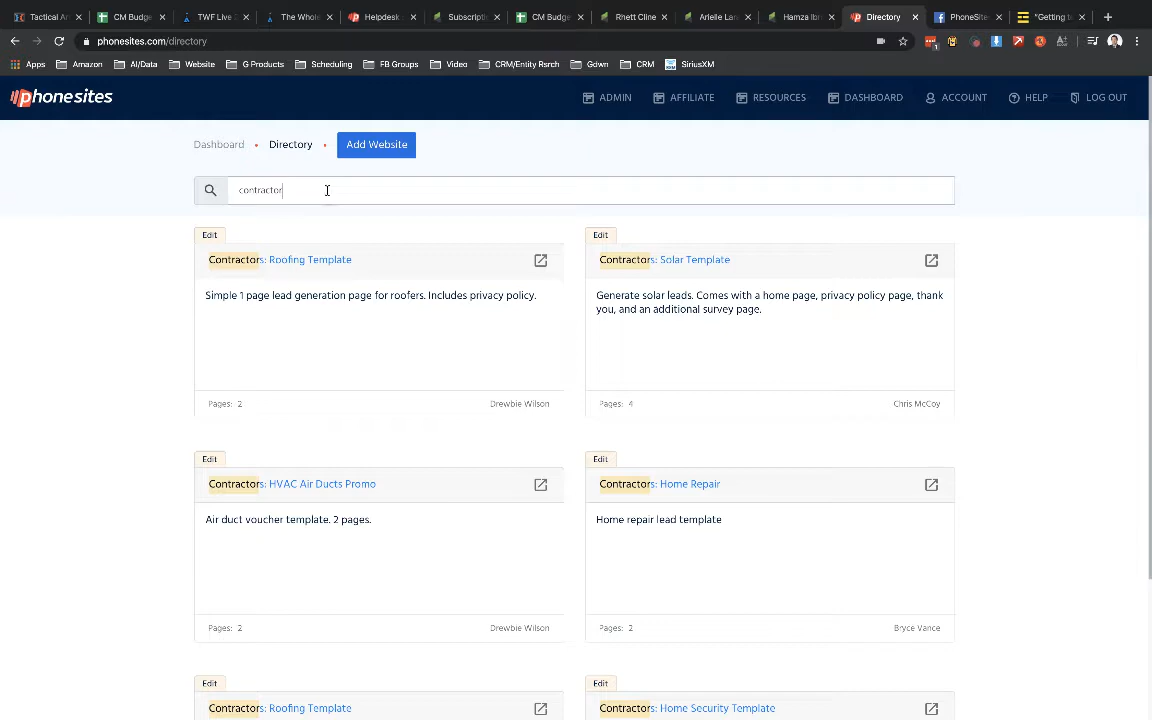 Tactical Ar
CM Budge
TWF Live
The Whole
Helpdesk
Subscripti
CM Budge
Rhett Cline
Arielle Lan
Hamza Ibr
Directory
PhoneSite
"Getting t
phonesites.com/directory
Apps
Amazon
AI/Data
Website
G Products
Scheduling
FB Groups
Video
CRM/Entity Rsrch
Gdwn
CRM
SiriusXM
phonesites
ADMIN
AFFILIATE
RESOURCES
DASHBOARD
ACCOUNT
HELP
LOG OUT
Dashboard • Directory • Add Website
contractor
Edit
Contractors: Roofing Template
Simple 1 page lead generation page for roofers. Includes privacy policy.
Pages: 2
Drewbie Wilson
Edit
Contractors: Solar Template
Generate solar leads. Comes with a home page, privacy policy page, thank
you, and an additional survey page.
Pages: 4
Chris McCoy
Edit
Contractors: HVAC Air Ducts Promo
Air duct voucher template. 2 pages.
Pages: 2
Drewbie Wilson
Edit
Contractors: Home Repair
Home repair lead template
Pages: 2
Bryce Vance
Edit
Contractors: Roofing Template
Edit
Contractors: Home Security Template